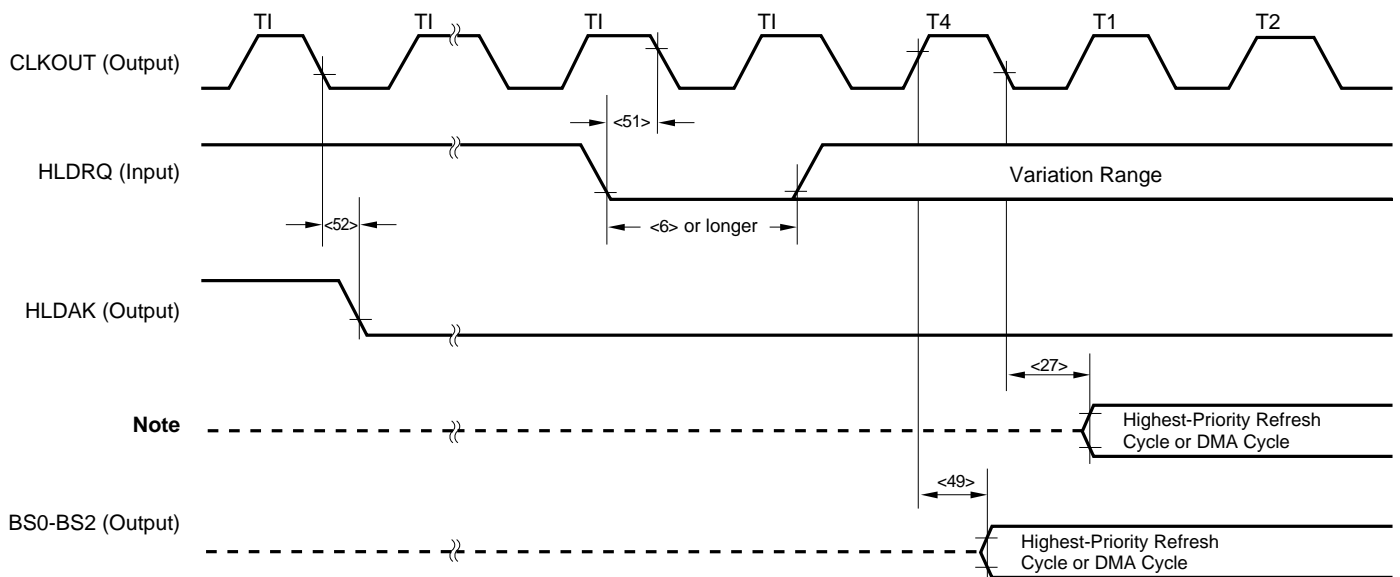 TI TI TI TI T4 T1 T2
CLKOUT (Output)
<51>
HLDRQ (Input)
Variation Range
<52>
<6> or longer
HLDAK (Output)
<27>
Note
Highest-Priority Refresh
Cycle or DMA Cycle
<49>
BS0-BS2 (Output)
Highest-Priority Refresh
Cycle or DMA Cycle